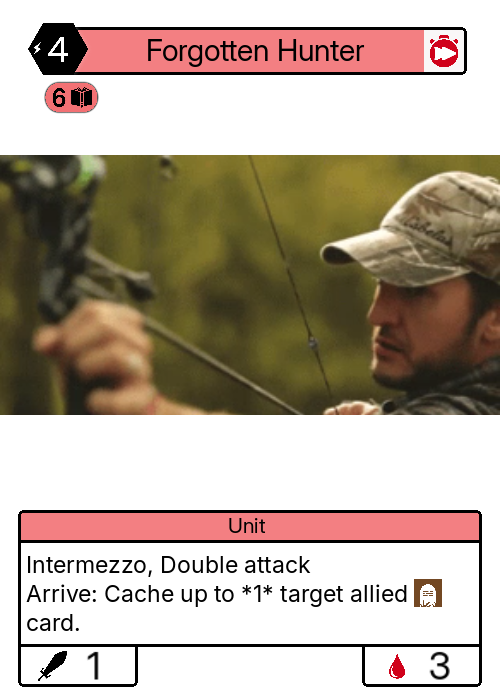 4
Forgotten Hunter
6
Unit
Intermezzo, Double attack
Arrive: Cache up to *1* target allied
card.
1
3